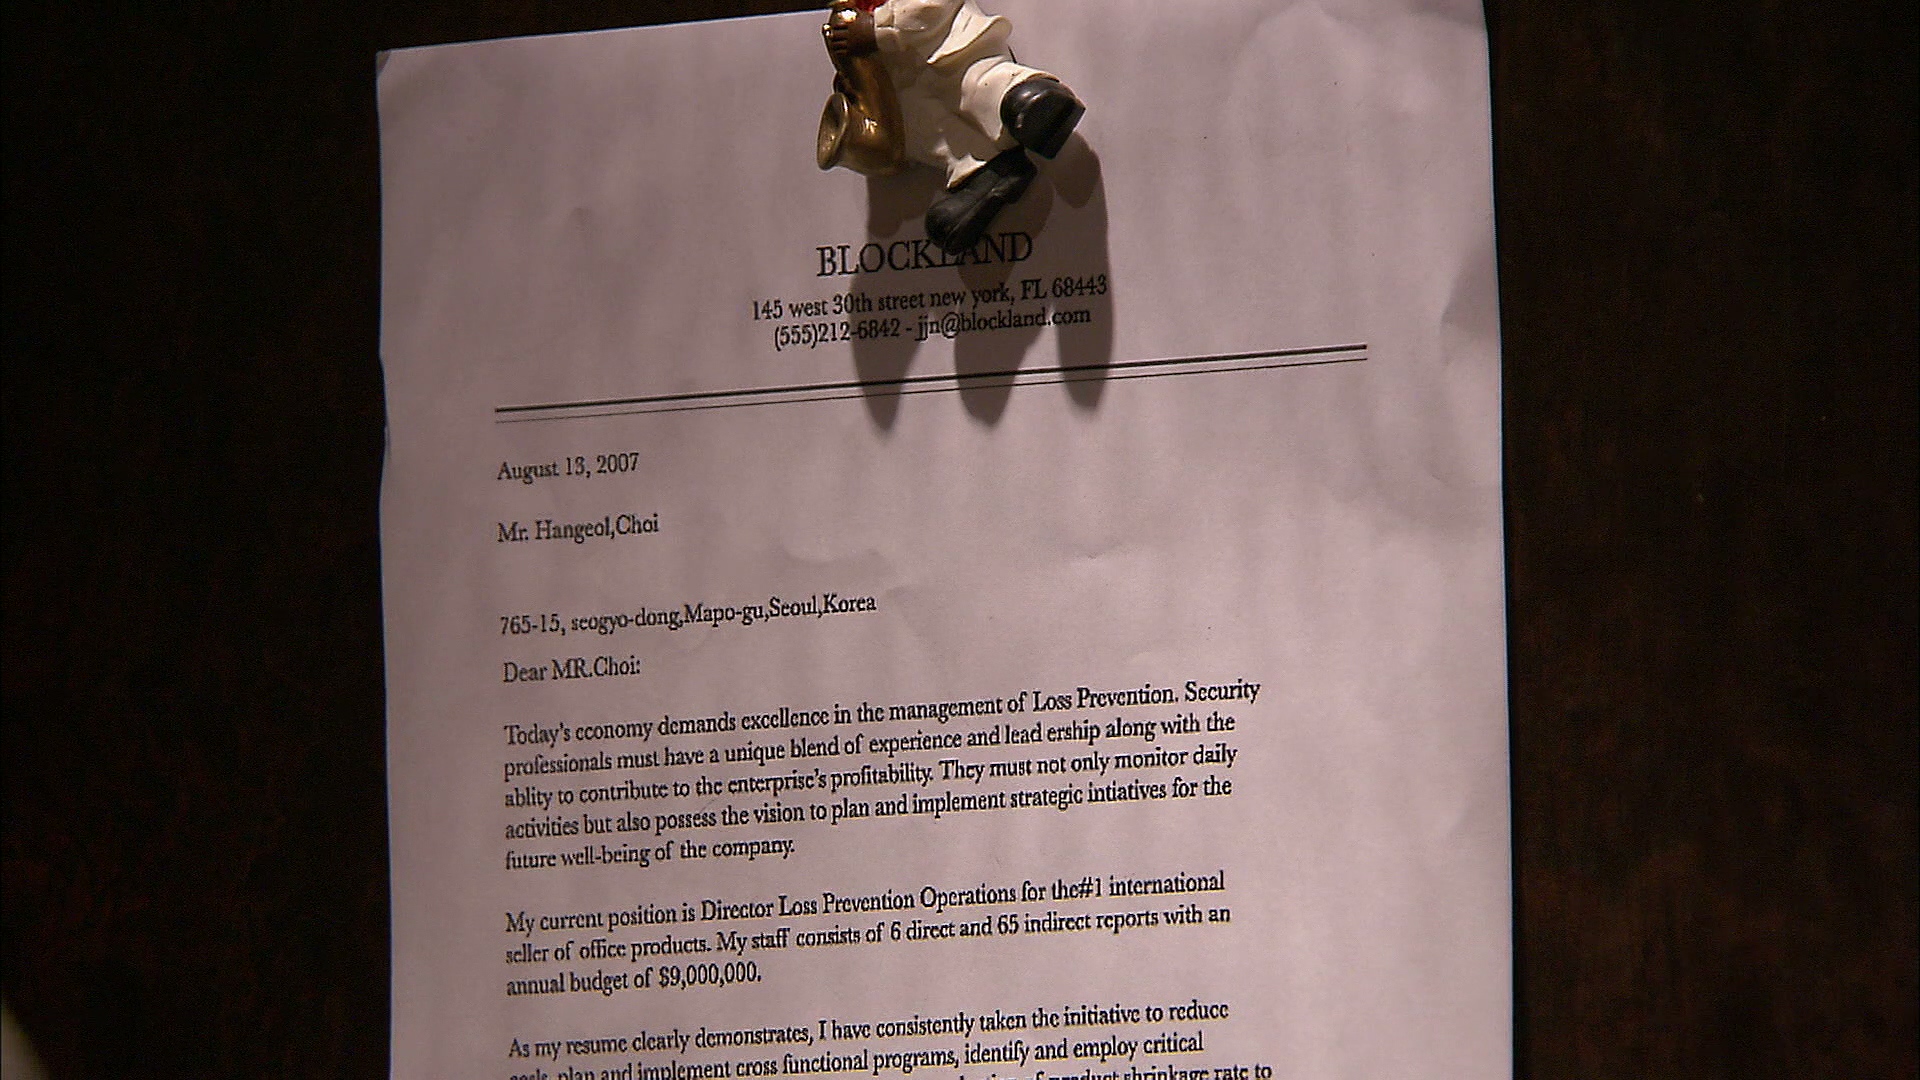 BLOCKLAND
145 west 30th street new york, FL 68443
(555)212-6842 - jjn@blockland.com
August 13, 2007
Mr. Hangeol,Choi
765-15, seogyo-dong,Mapo-gu,Seoul,Korea
Dear MR.Choi:
Today's economy demands excellence in the management of Loss Prevention. Security
professionals must have a unique blend of experience and lead ership along with the
ablity to contribute to the enterprise's profitability. They must not only monitor daily
activities but also possess the vision to plan and implement strategic intiatives for the
future well-being of the company.
My current position is Director Loss Prevention Operations for the#1 international
seller of office products. My staff consists of 6 direct and 65 indirect reports with an
annual budget of $9,000,000.
As my resume clearly demonstrates, I have consistently taken the initiative to reduce
plan and implement cross functional programs, identify and employ critical
of product shrinkage rate to